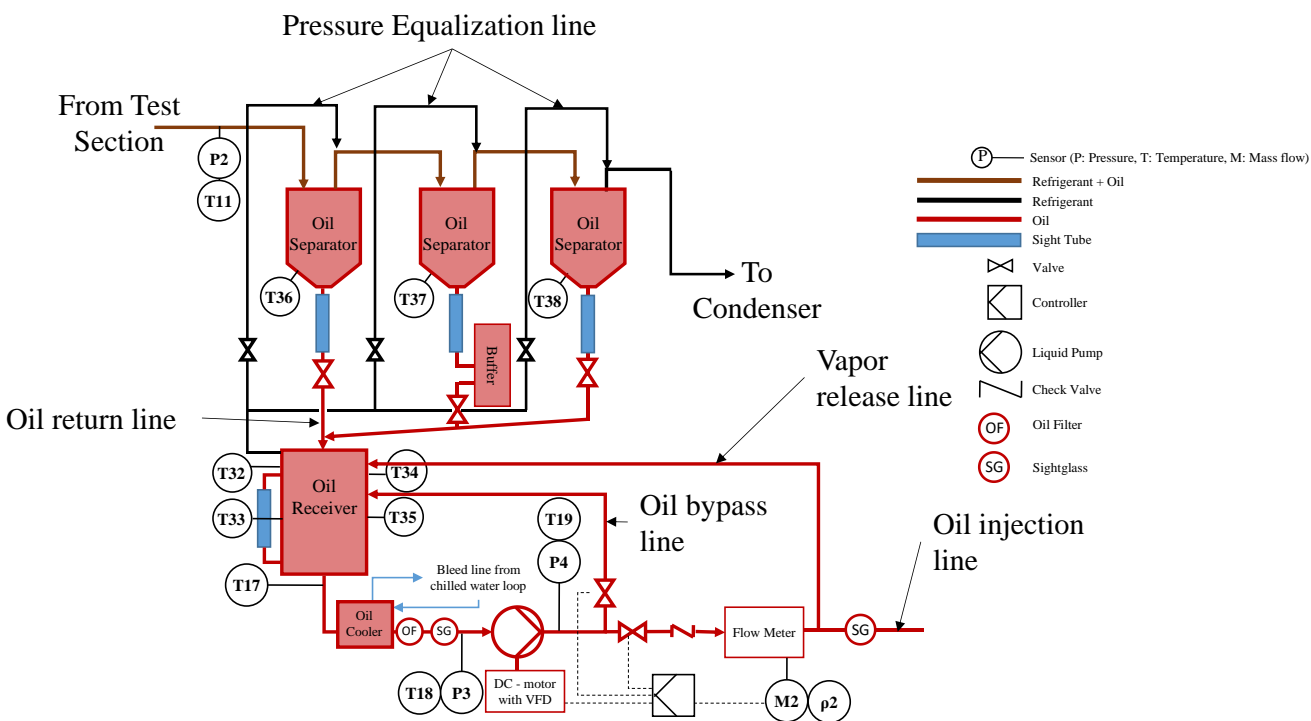 Pressure Equalization line
From Test
Section
P2
T11
Oil
Separator
Oil
Separator
Oil
Separator
T36
T37
T38
To
Condenser
Buffer
Oil return line
Vapor
release line
T32
T33
Oil
Receiver
T34
T35
T17
Oil bypass
line
T19
P4
Oil injection
line
Bleed line from
chilled water loop
Oil
Cooler
OF
SG
Flow Meter
SG
T18
P3
DC - motor
with VFD
M2
ρ2
P
Sensor (P: Pressure, T: Temperature, M: Mass flow)
Refrigerant + Oil
Refrigerant
Oil
Sight Tube
Valve
Controller
Liquid Pump
Check Valve
OF
Oil Filter
SG
Sightglass